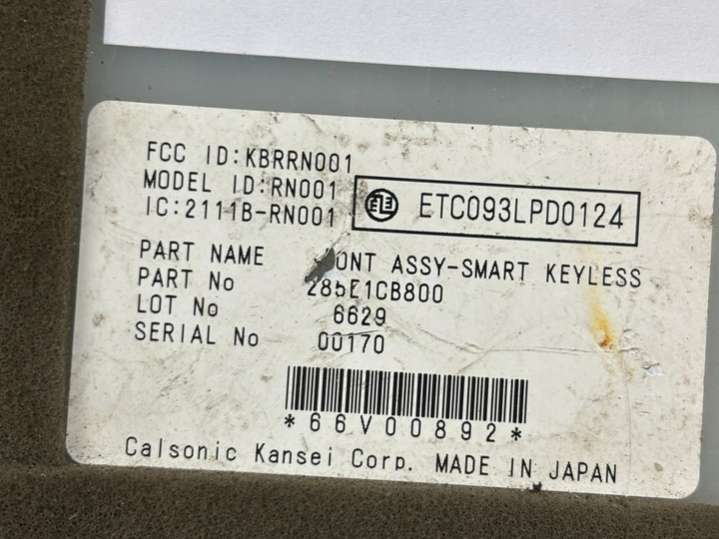 FCC ID:KBRRN001
MODEL ID:RN001
IC:2111B-RN001
ETC093LPD0124
PART NAME ASSY-SMART KEYLESS
PART No 285E1CB800
LOT No 6629
SERIAL No 00170
*66V00892*
Calsonic Kansei Corp. MADE IN JAPAN